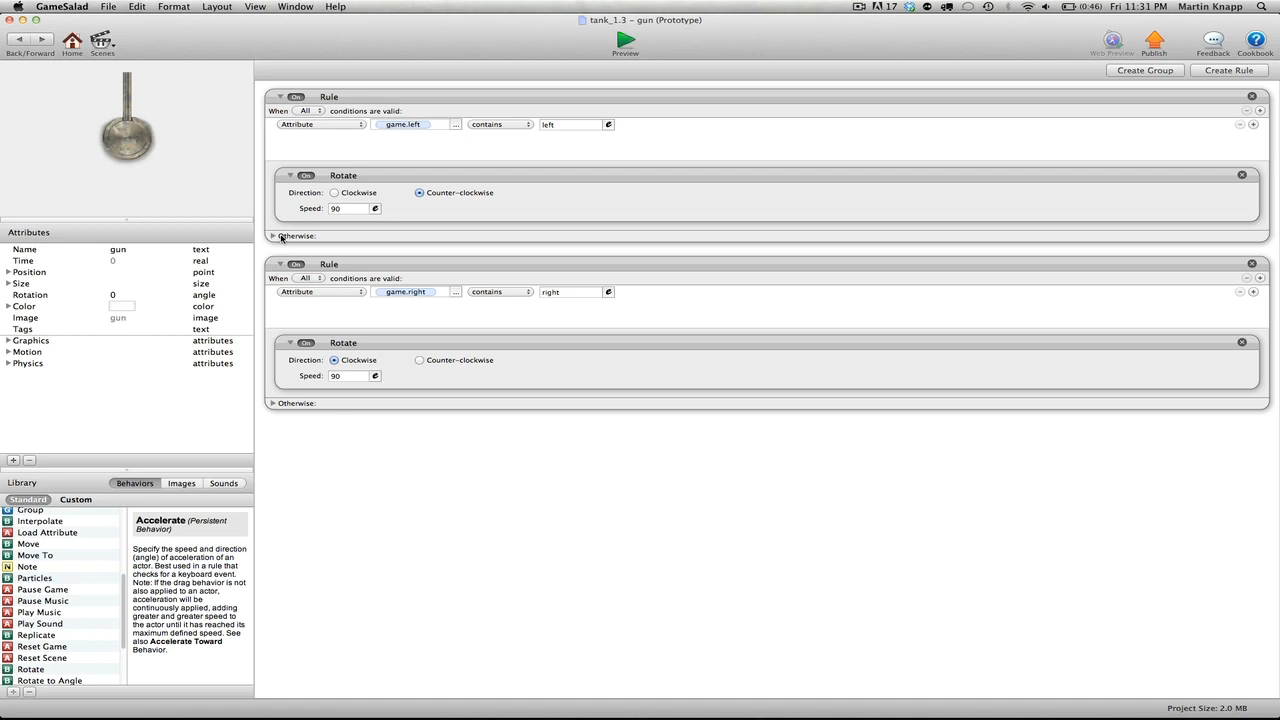 GameSalad File Edit Format Layout View Window Help 17 (0:46) Fri 11:31 PM Martin Knapp
tank_1.3 – gun (Prototype)
Back/Forward Home Scenes Preview Web Preview Publish Feedback Cookbook
Create Group Create Rule
On Rule
When All conditions are valid:
Attribute game.left ... contains left e
On Rotate
Direction: Clockwise Counter-clockwise
Speed: 90 e
Otherwise:
On Rule
When All conditions are valid:
Attribute game.right ... contains right e
On Rotate
Direction: Clockwise Counter-clockwise
Speed: 90 e
Otherwise:
Attributes
Name gun text
Time 0 real
Position point
Size size
Rotation 0 angle
Color color
Image gun image
Tags text
Graphics attributes
Motion attributes
Physics attributes
Library Behaviors Images Sounds
Standard Custom
G Group
B Interpolate
A Load Attribute
B Move
B Move To
N Note
B Particles
A Pause Game
A Pause Music
A Play Music
A Play Sound
B Replicate
A Reset Game
A Reset Scene
B Rotate
B Rotate to Angle
Accelerate (Persistent
Behavior)
Specify the speed and direction
(angle) of acceleration of an
actor. Best used in a rule that
checks for a keyboard event.
Note: If the drag behavior is not
also applied to an actor,
acceleration will be
continuously applied, adding
greater and greater speed to
the actor until it has reached its
maximum defined speed. See
also Accelerate Toward
Behavior.
Project Size: 2.0 MB